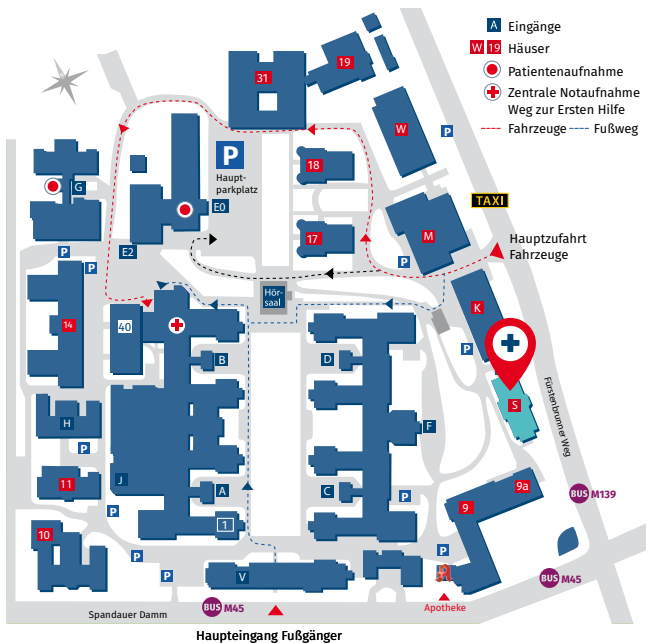 A Eingänge
W 19 Häuser
Patientenaufnahme
Zentrale Notaufnahme
Weg zur Ersten Hilfe
Fahrzeuge
Fußweg
31
19
W
P
P
Haupt-
parkplatz
18
TAXI
G
E0
17
M
Hauptzufahrt
Fahrzeuge
E2
P
P
P
Hör-
saal
K
14
40
B
D
P
S
Fürstenbrunner Weg
H
F
P
J
11
A
C
9a
BUS M139
P
1
9
P
10
P
P
P
V
BUS M45
Apotheke
Spandauer Damm
BUS M45
Haupteingang Fußgänger